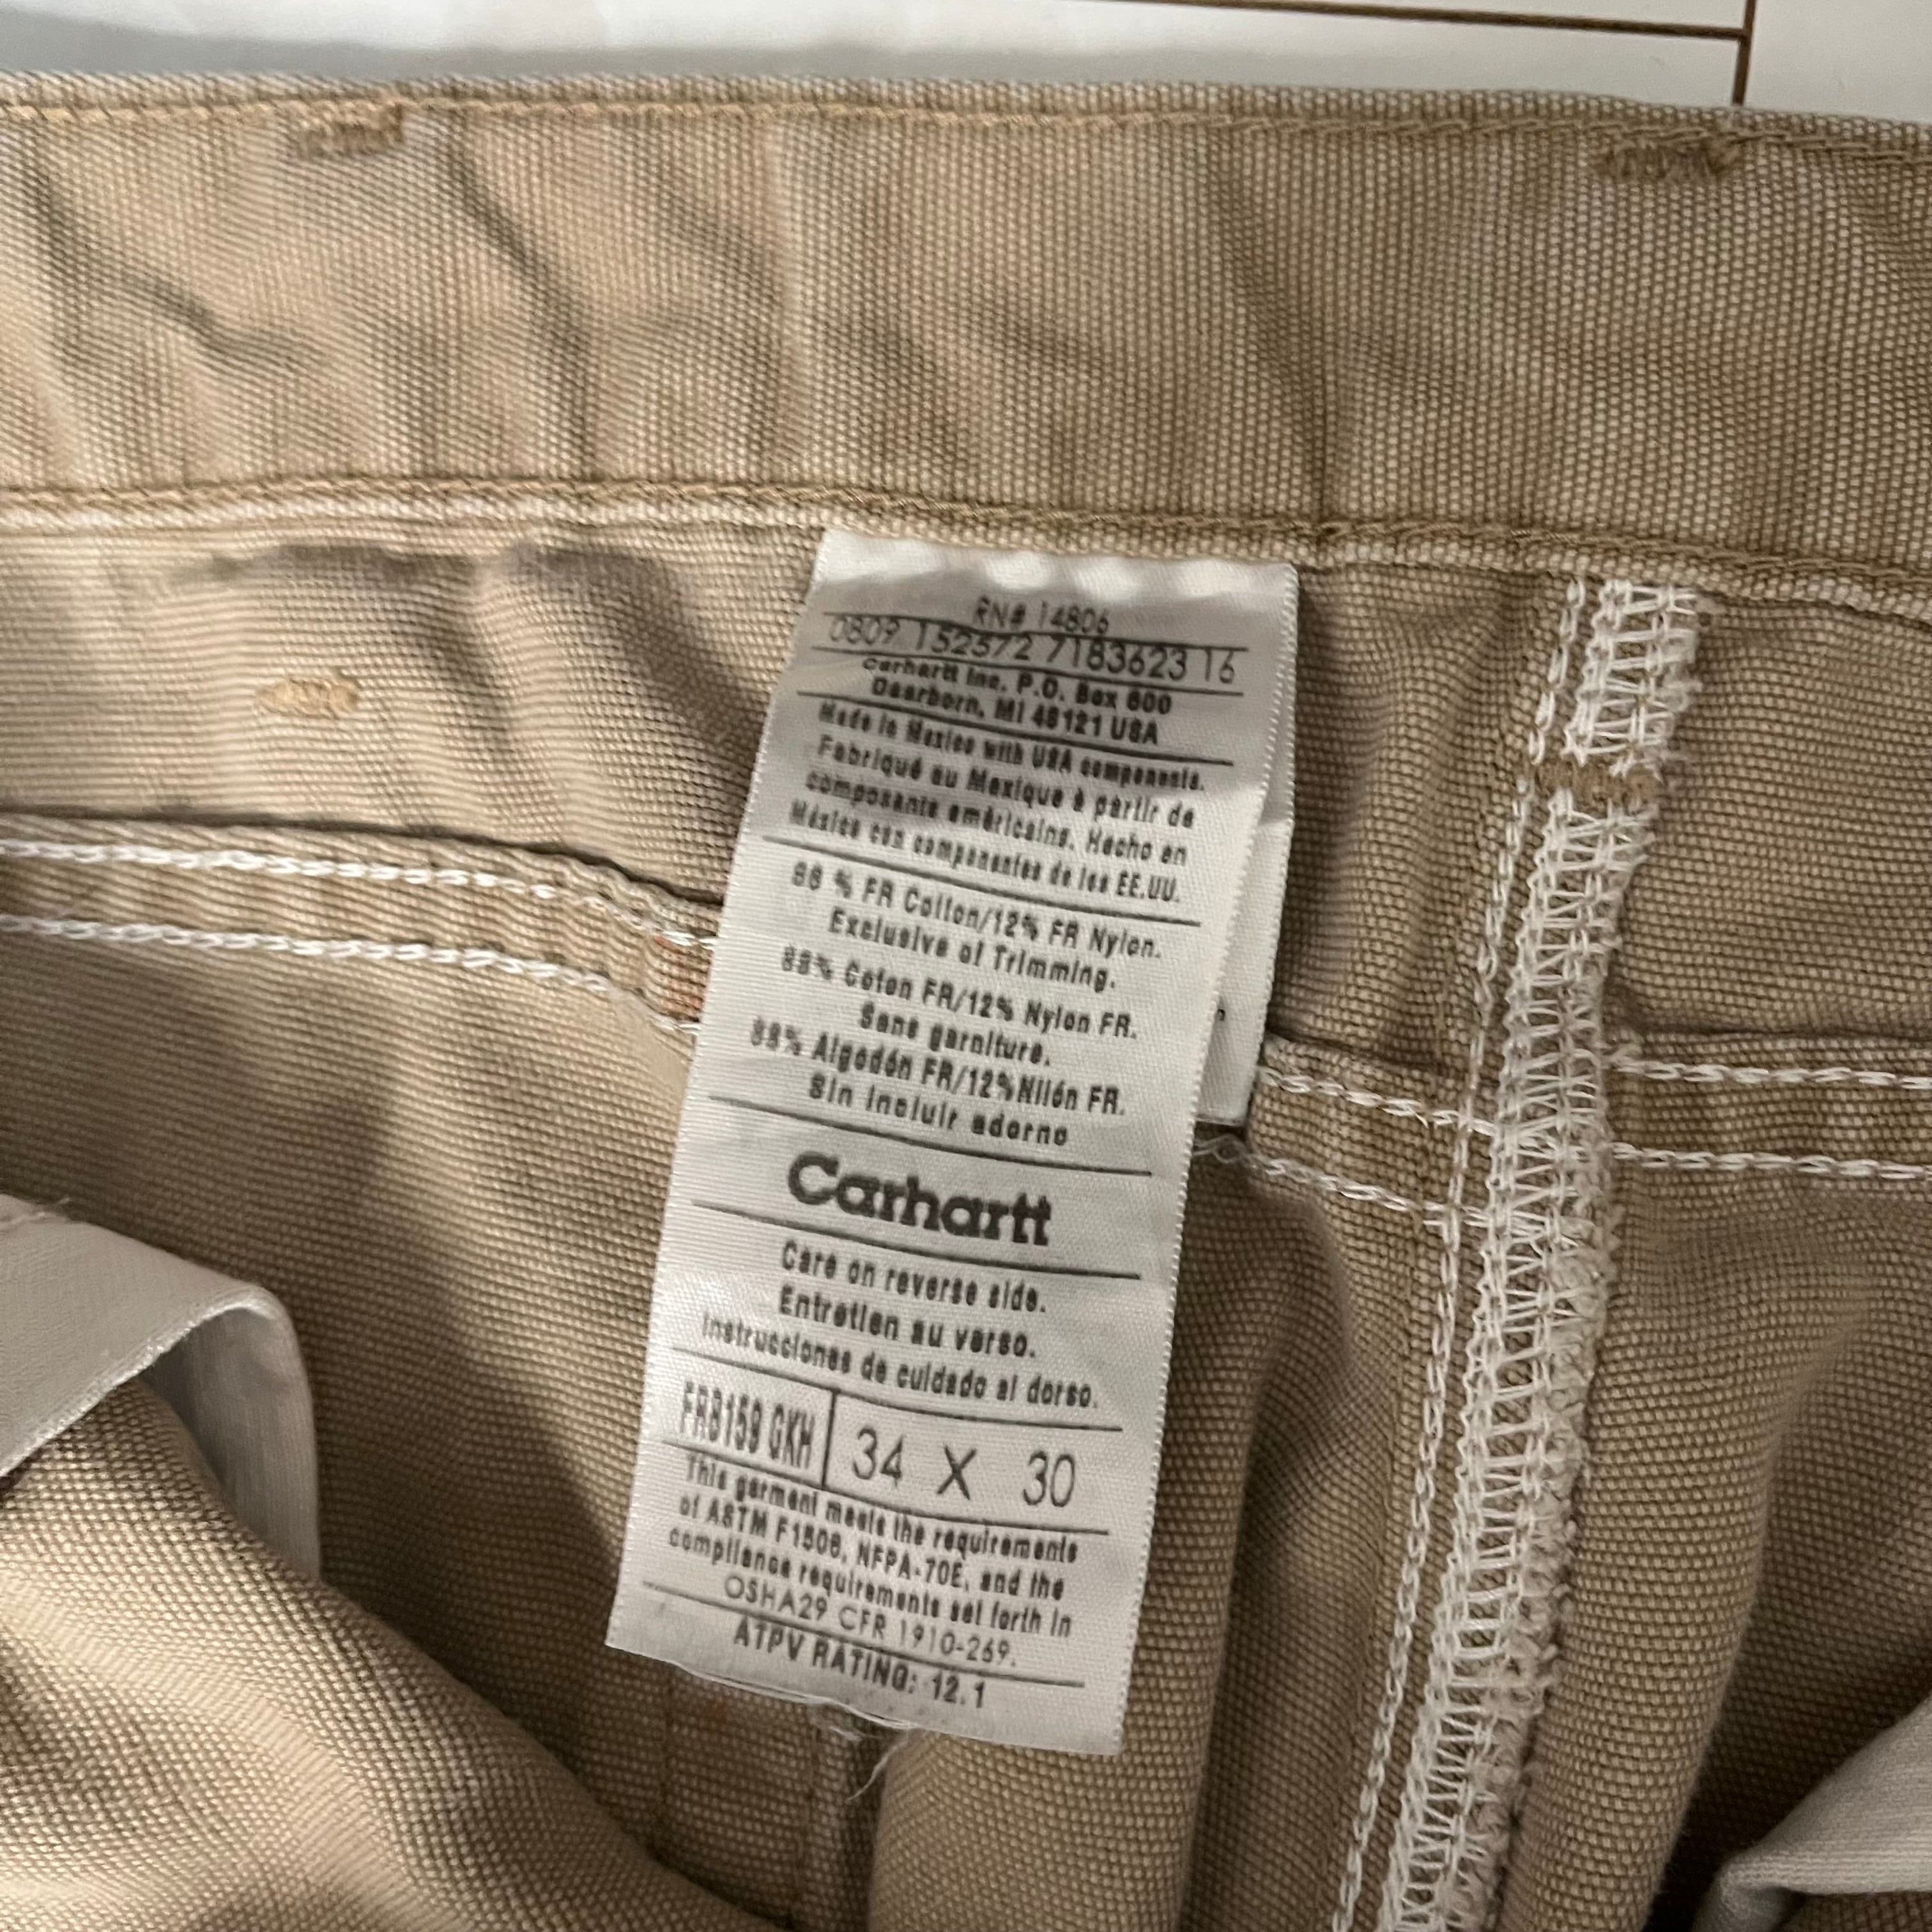 RN# 14806
0809 152572 7183623 16
Carhartt Inc. P.O. Box 600
Dearborn, MI 48121 USA
Made in Mexico with USA components.
Fabriqué au Mexique à partir de
composants américains. Hecho en
México con componentes de los EE.UU.
88 % FR Cotton/12% FR Nylon.
Exclusive of Trimming.
88% Coton FR/12% Nylon FR.
Sans garniture.
88% Algodón FR/12%Nilón FR.
Sin incluir adorno
Carhartt
Care on reverse side.
Entretien au verso.
Instrucciones de cuidado al dorso.
FRB159 GKH
34 X 30
This garment meets the requirements
of ASTM F1506, NFPA-70E, and the
compliance requirements set forth in
OSHA29 CFR 1910-269.
ATPV RATING: 12.1